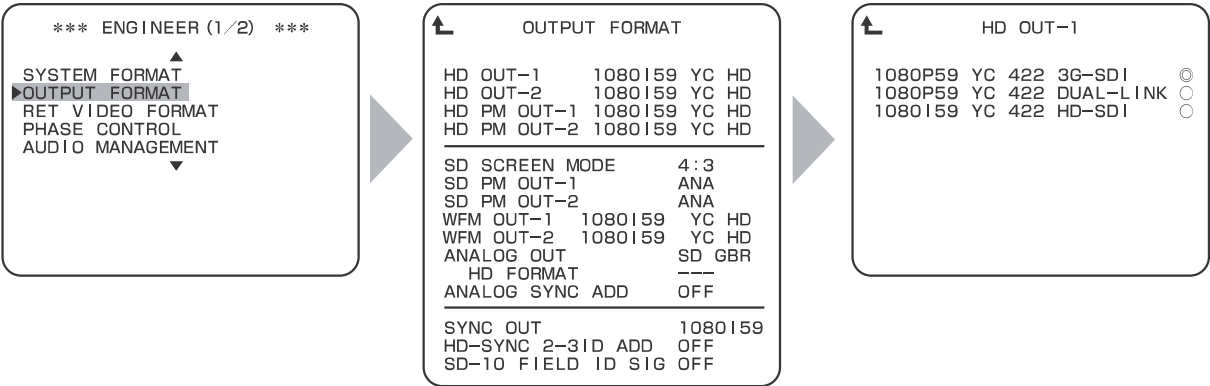 *** ENGINEER (1/2) ***
SYSTEM FORMAT
OUTPUT FORMAT
RET VIDEO FORMAT
PHASE CONTROL
AUDIO MANAGEMENT
OUTPUT FORMAT
HD OUT-1 1080I59 YC HD
HD OUT-2 1080I59 YC HD
HD PM OUT-1 1080I59 YC HD
HD PM OUT-2 1080I59 YC HD
SD SCREEN MODE 4:3
SD PM OUT-1 ANA
SD PM OUT-2 ANA
WFM OUT-1 1080I59 YC HD
WFM OUT-2 1080I59 YC HD
ANALOG OUT SD GBR
HD FORMAT ---
ANALOG SYNC ADD OFF
SYNC OUT 1080I59
HD-SYNC 2-3ID ADD OFF
SD-10 FIELD ID SIG OFF
HD OUT-1
1080P59 YC 422 3G-SDI
1080P59 YC 422 DUAL-LINK
1080I59 YC 422 HD-SDI